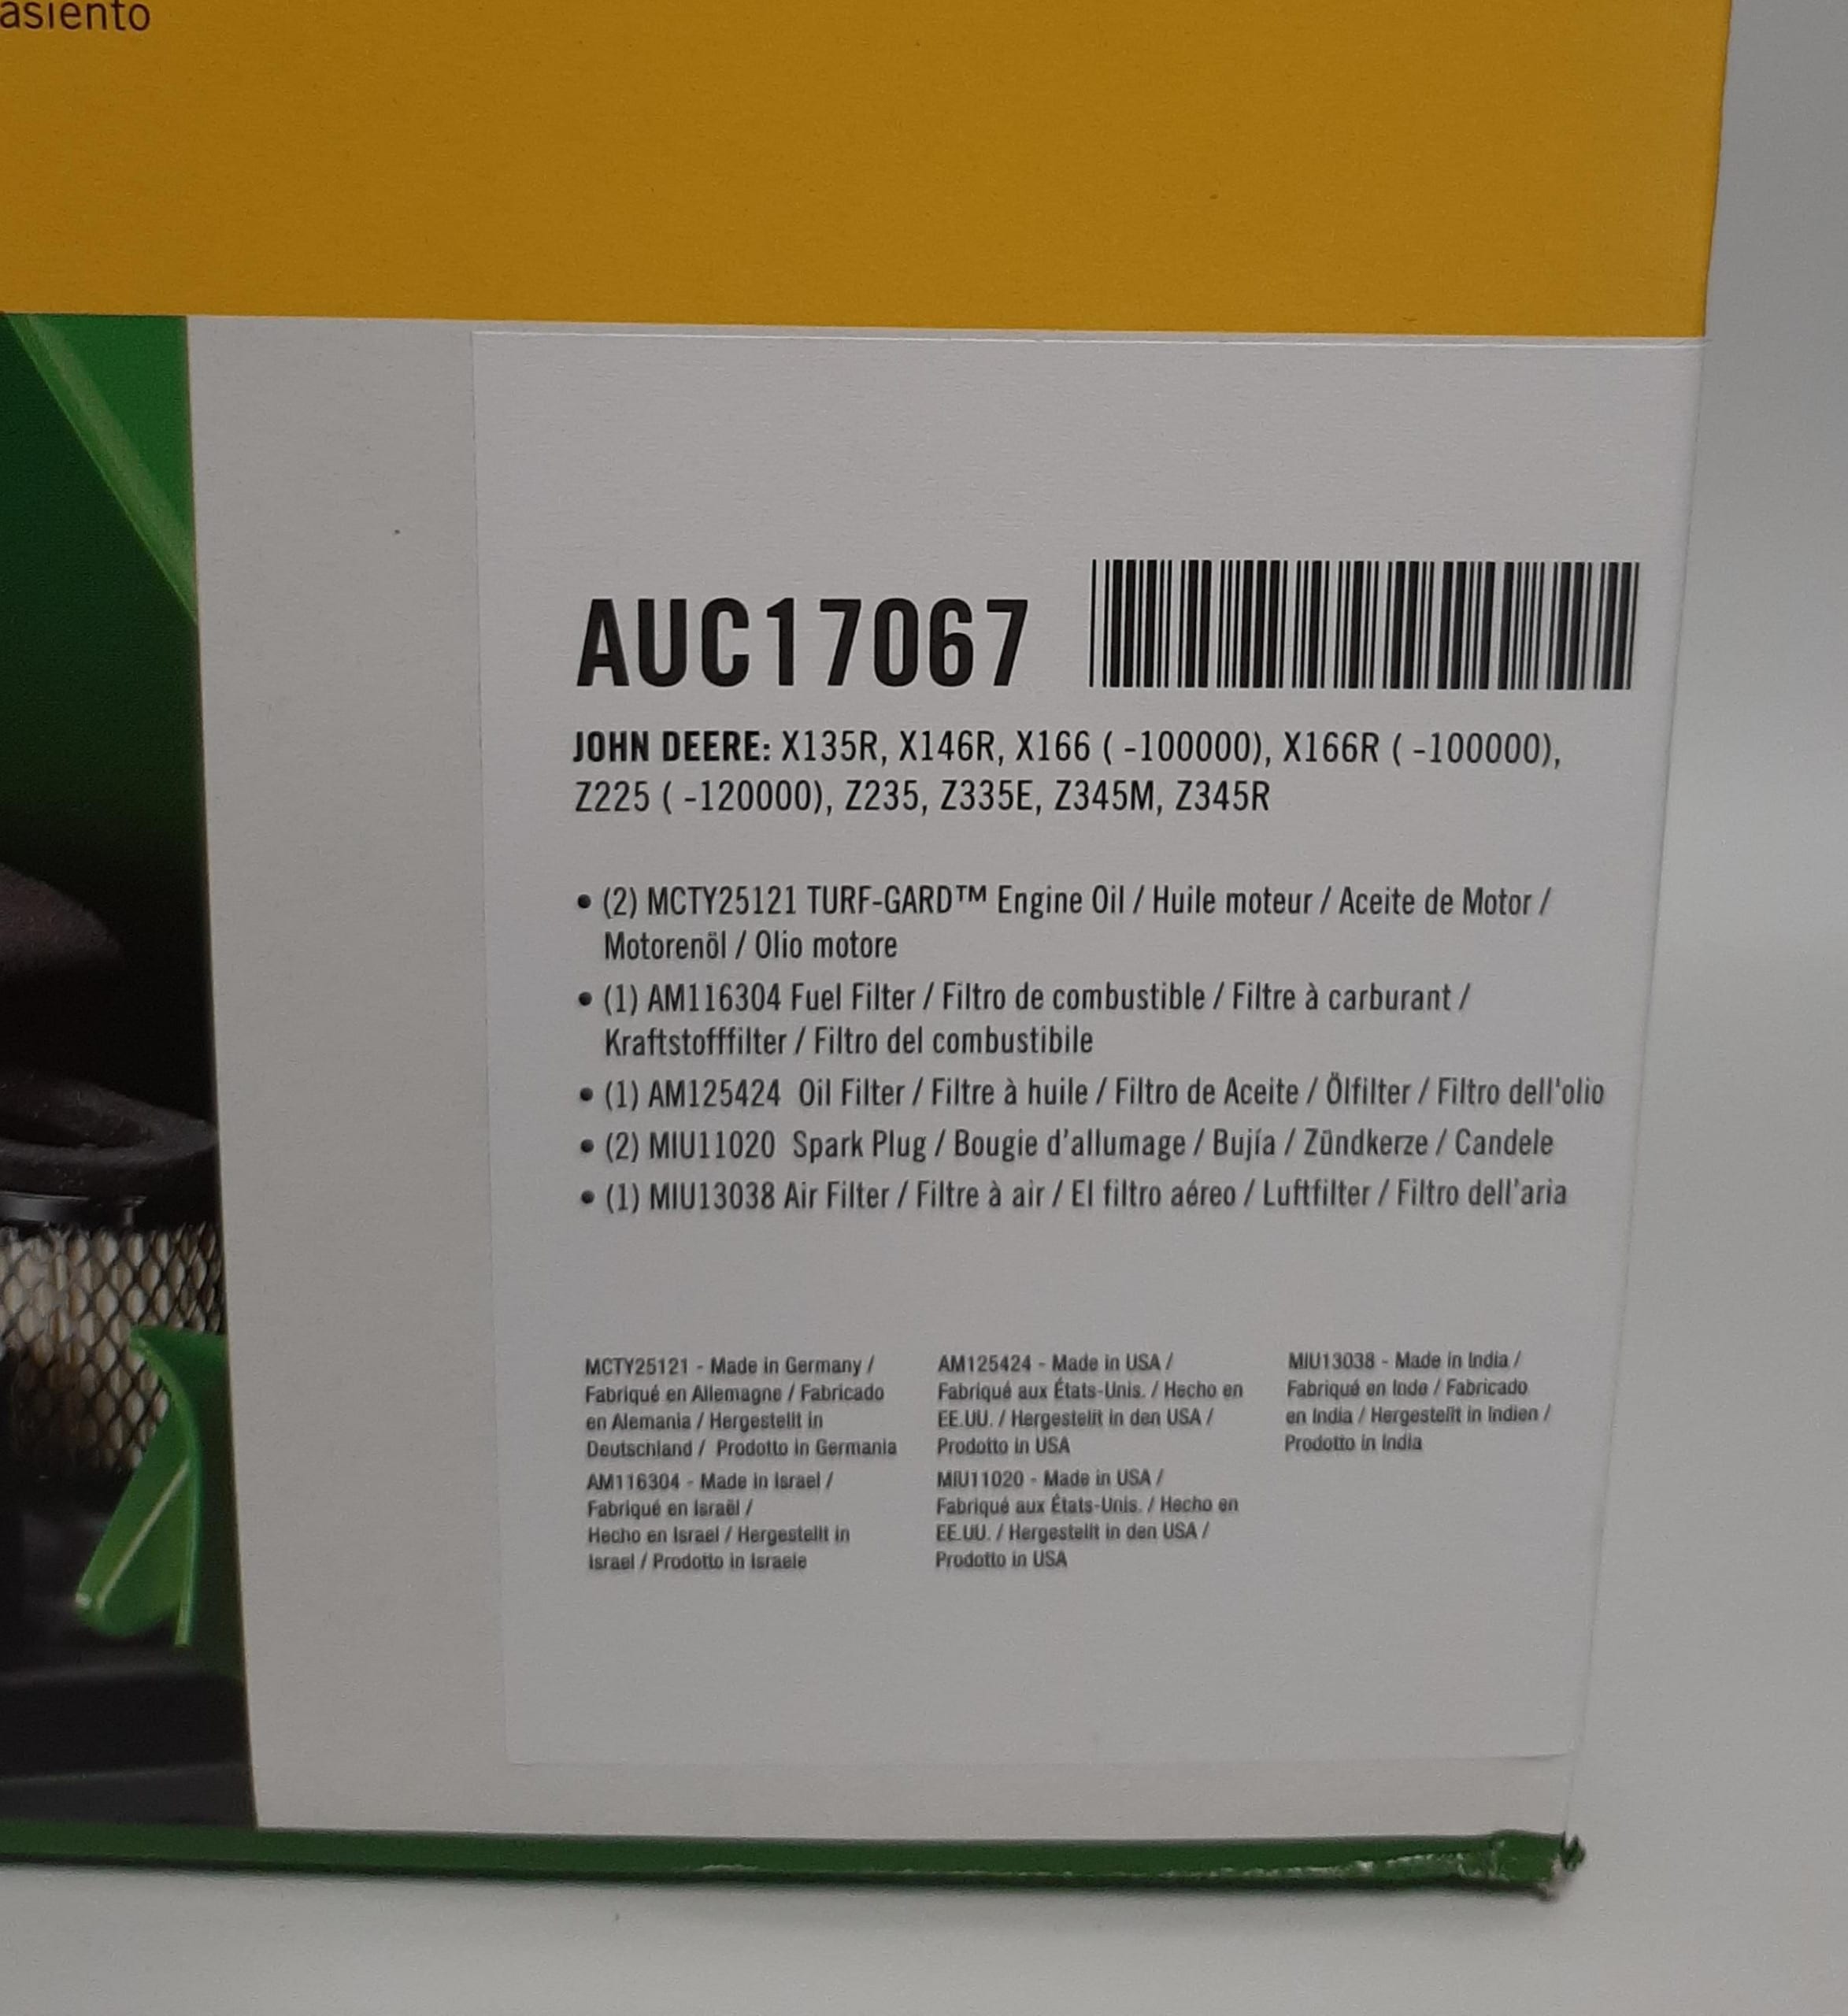 asiento
AUC17067
JOHN DEERE: X135R, X146R, X166 ( -100000), X166R ( -100000),
Z225 ( -120000), Z235, Z335E, Z345M, Z345R
• (2) MCTY25121 TURF-GARD™ Engine Oil / Huile moteur / Aceite de Motor /
Motorenöl / Olio motore
• (1) AM116304 Fuel Filter / Filtro de combustible / Filtre à carburant /
Kraftstofffilter / Filtro del combustibile
• (1) AM125424 Oil Filter / Filtre à huile / Filtro de Aceite / Ölfilter / Filtro dell'olio
• (2) MIU11020 Spark Plug / Bougie d'allumage / Bujía / Zündkerze / Candele
• (1) MIU13038 Air Filter / Filtre à air / El filtro aéreo / Luftfilter / Filtro dell'aria
MCTY25121 - Made in Germany /
Fabriqué en Allemagne / Fabricado
en Alemania / Hergestellt in
Deutschland / Prodotto in Germania
AM116304 - Made in Israel /
Fabriqué en Israël /
Hecho en Israel / Hergestellt in
Israel / Prodotto in Israele
AM125424 - Made in USA /
Fabriqué aux États-Unis. / Hecho en
EE.UU. / Hergestellt in den USA /
Prodotto in USA
MIU11020 - Made in USA /
Fabriqué aux États-Unis. / Hecho en
EE.UU. / Hergestellt in den USA /
Prodotto in USA
MIU13038 - Made in India /
Fabriqué en Inde / Fabricado
en India / Hergestellt in Indien /
Prodotto in India